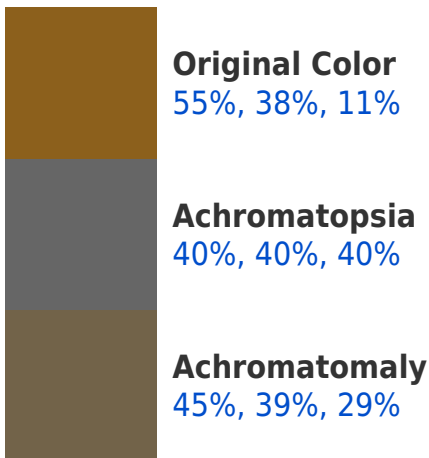 Original Color
55%, 38%, 11%
Achromatopsia
40%, 40%, 40%
Achromatomaly
45%, 39%, 29%